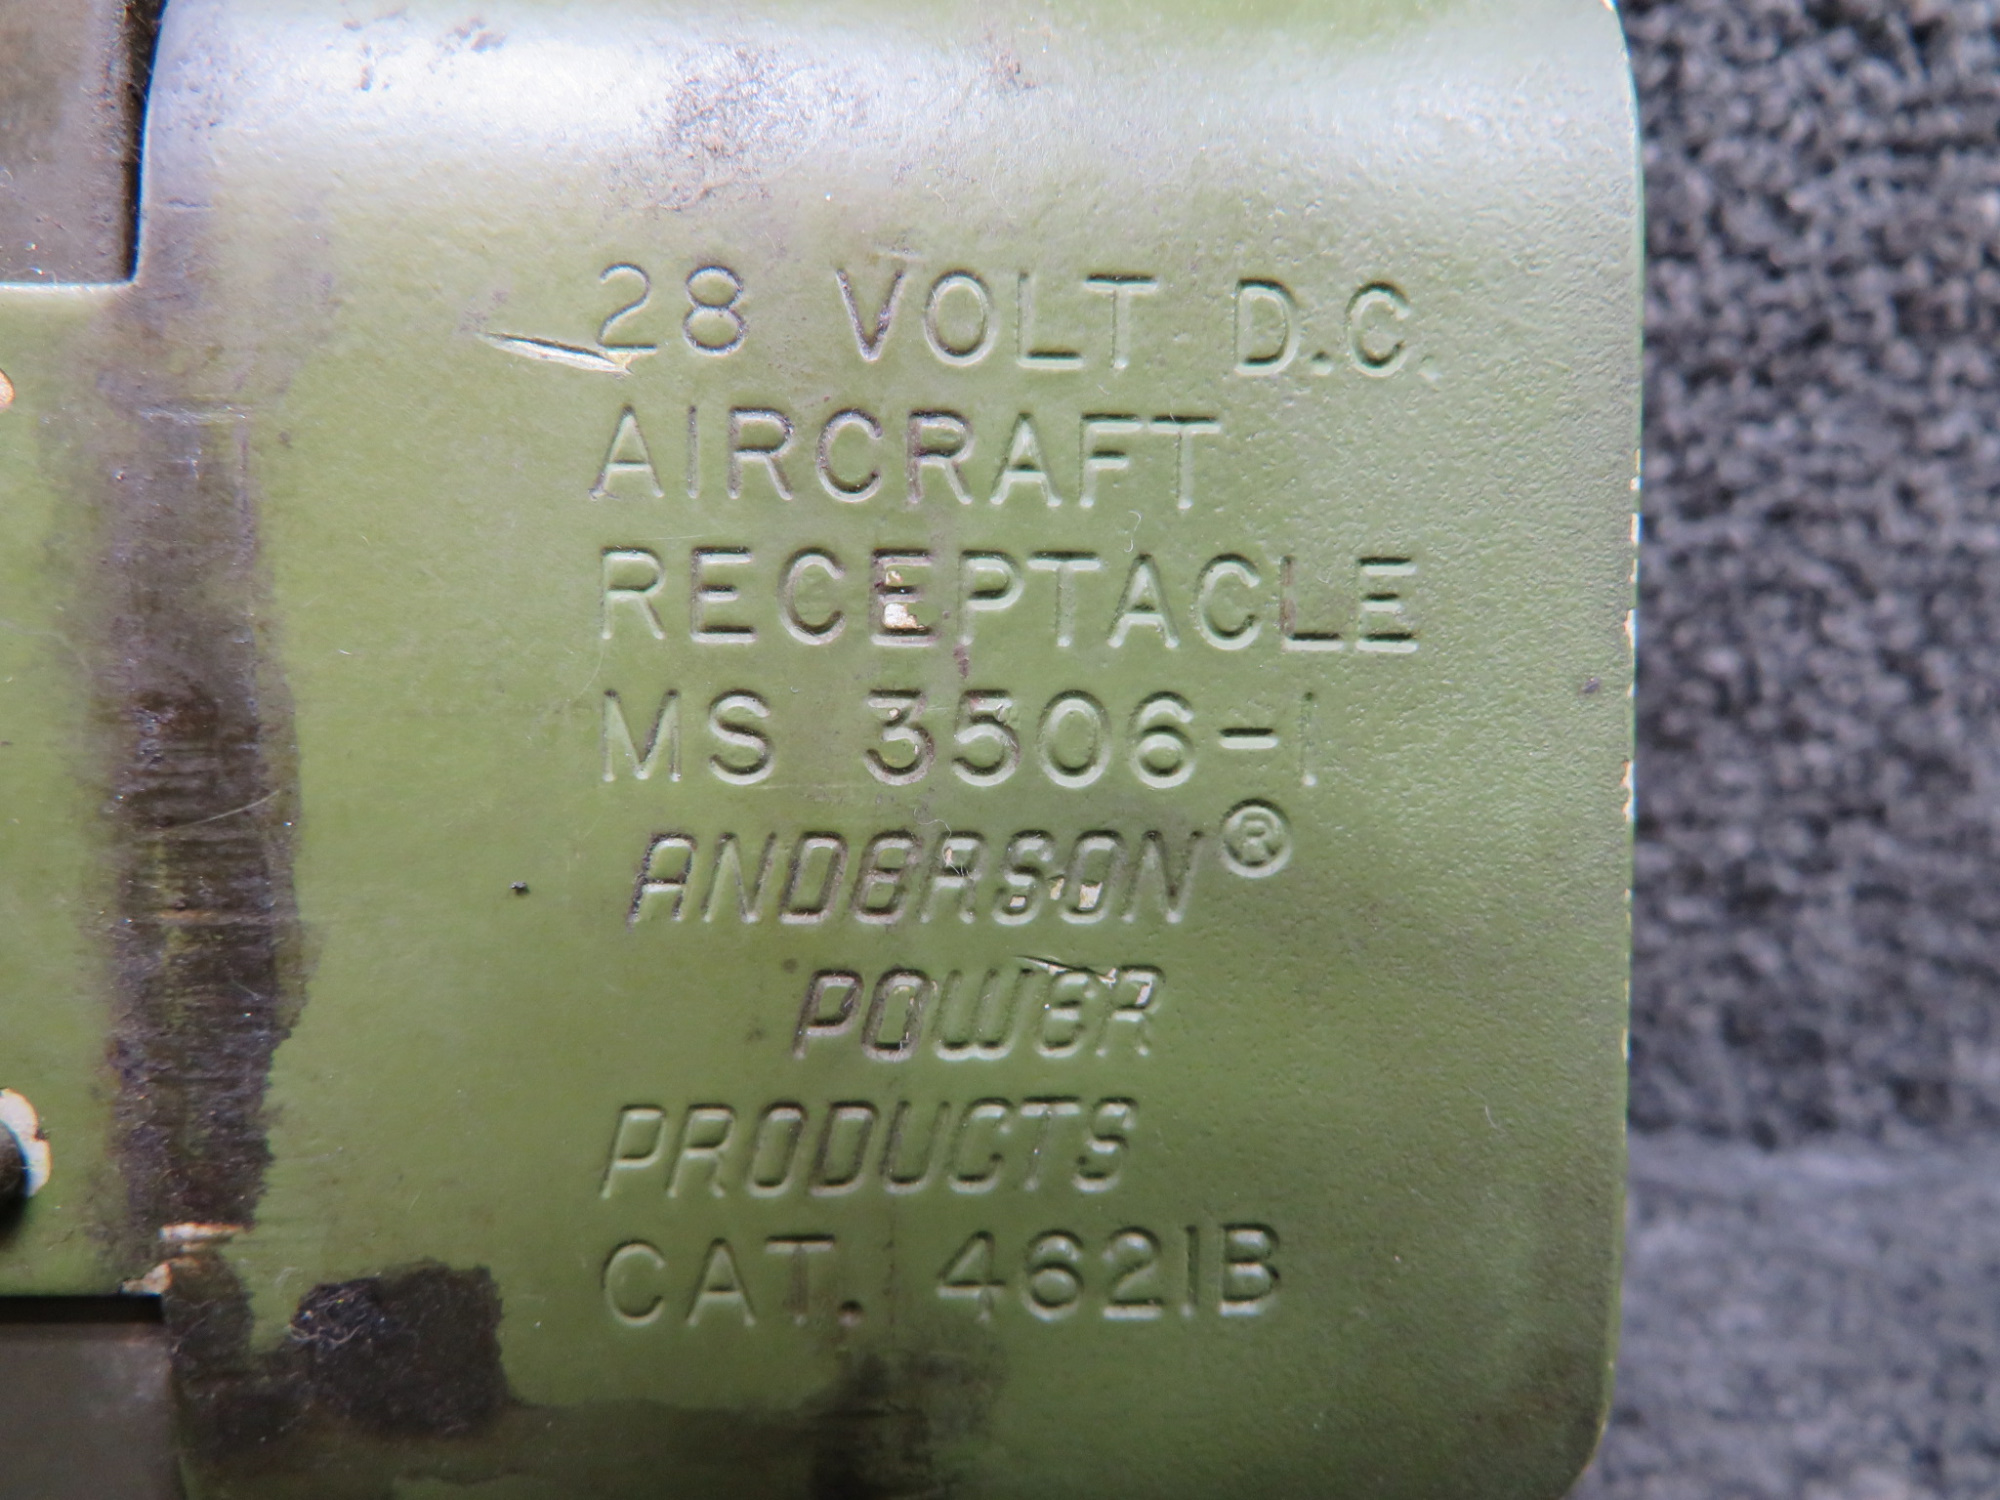 28 VOLT D.C.
AIRCRAFT
RECEPTACLE
MS 3506-1
ANDERSON®
POWER
PRODUCTS
CAT. 4621B